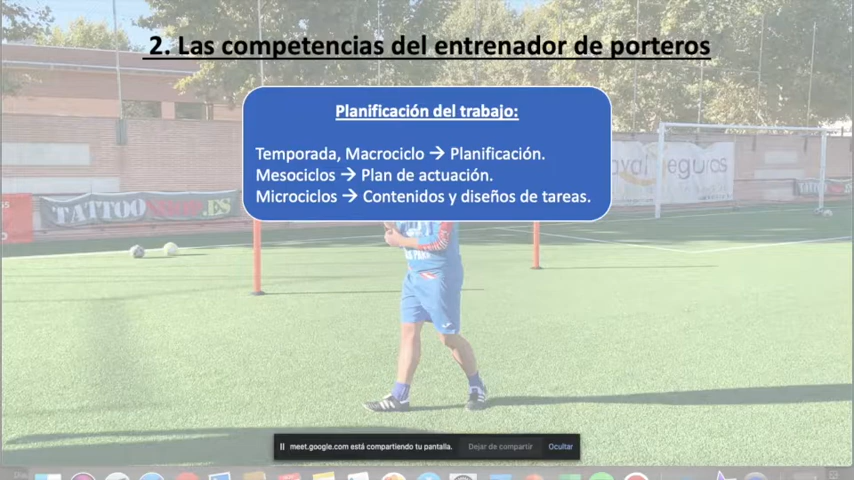 2. Las competencias del entrenador de porteros
Planificación del trabajo:
Temporada, Macrociclo → Planificación.
Mesociclos → Plan de actuación.
Microciclos → Contenidos y diseños de tareas.
eguros
TATTOO
.ES
meet.google.com está compartiendo tu pantalla.
Dejar de compartir
Ocultar